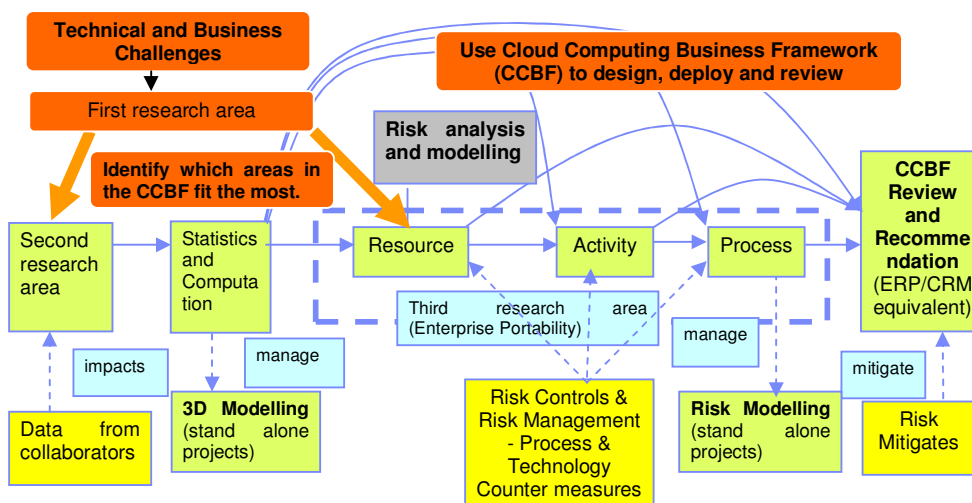 Technical and Business
Challenges
Use Cloud Computing Business Framework
(CCBF) to design, deploy and review
First research area
Risk analysis
and modelling
Identify which areas in
the CCBF fit the most.
CCBF
Review
and
Recomme
ndation
(ERP/CRM
equivalent)
Second
research
area
Statistics
and
Computa
tion
Resource
Activity
Process
Third research area
(Enterprise Portability)
impacts
manage
manage
mitigate
Data from
collaborators
3D Modelling
(stand alone
projects)
Risk Controls &
Risk Management
- Process &
Technology
Counter measures
Risk Modelling
(stand alone
projects)
Risk
Mitigates